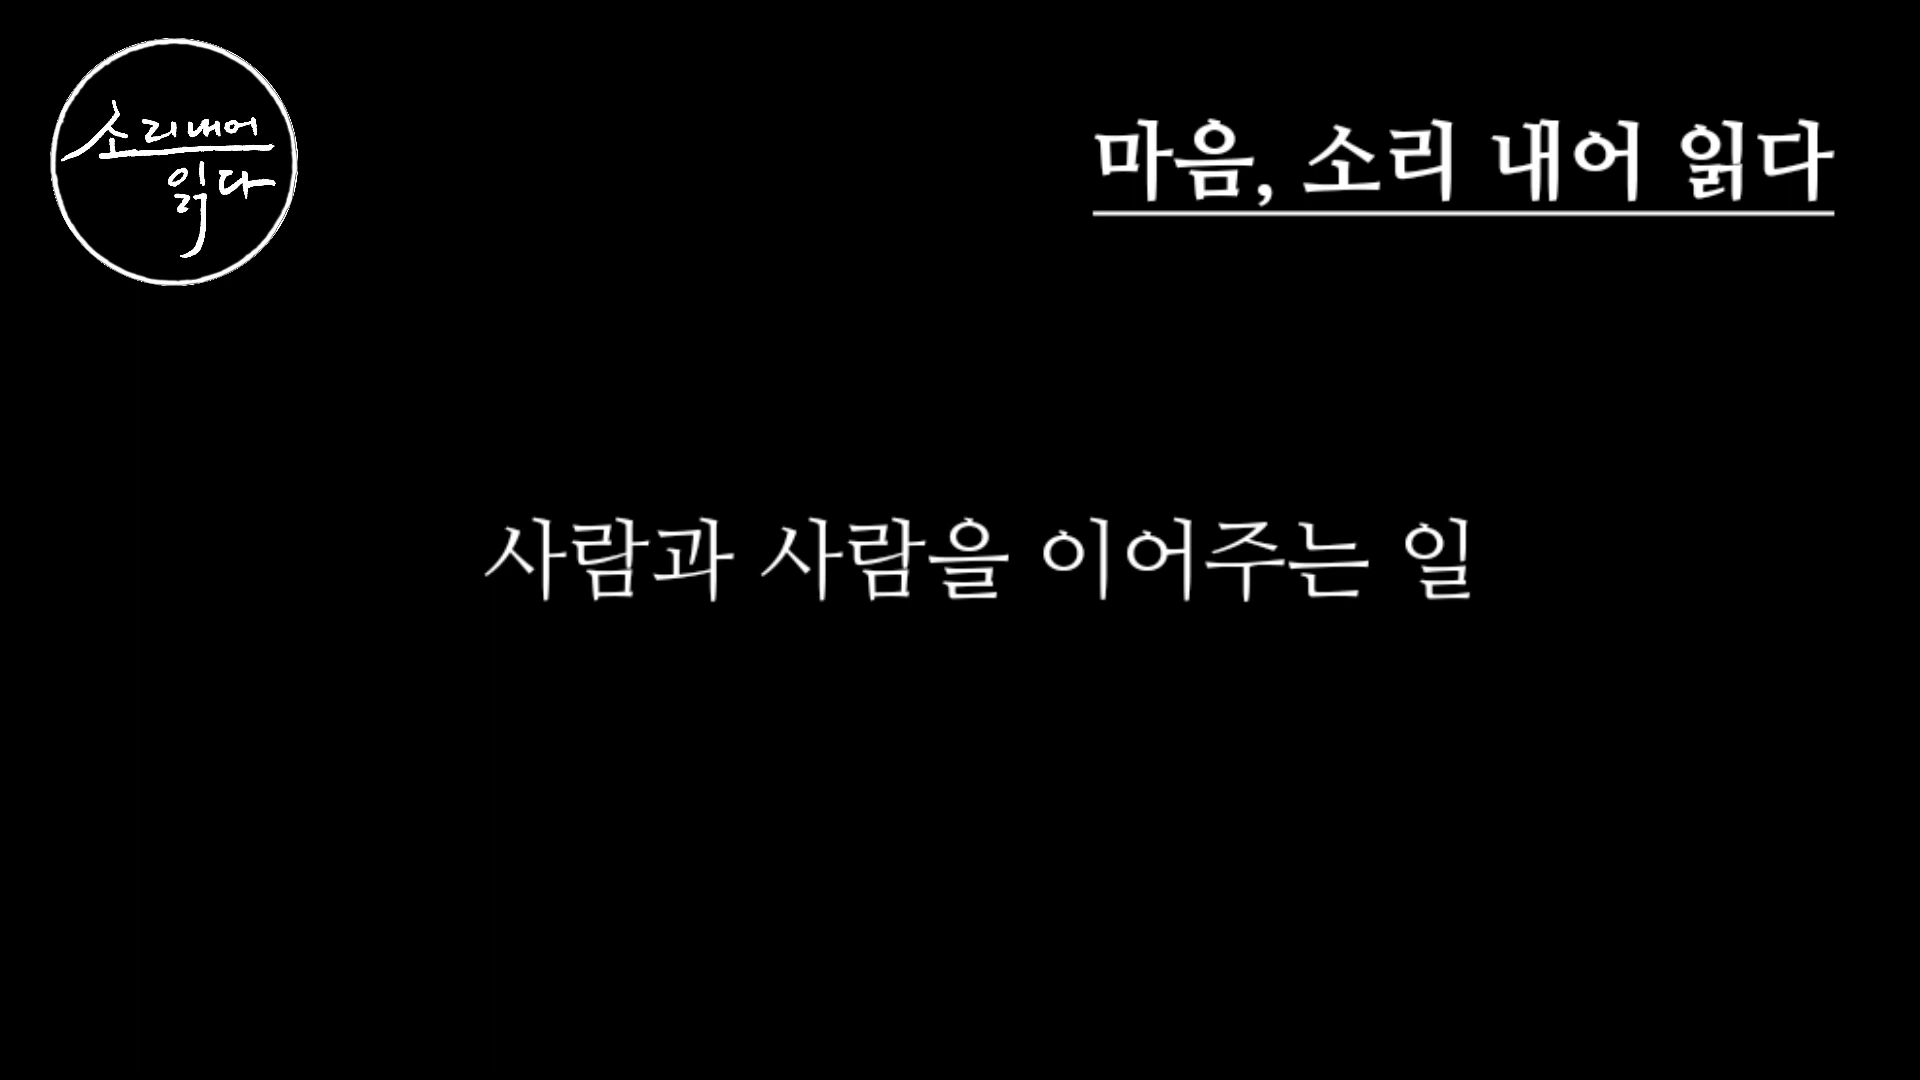 소리내어
읽다
마음, 소리 내어 읽다
사람과 사람을 이어주는 일